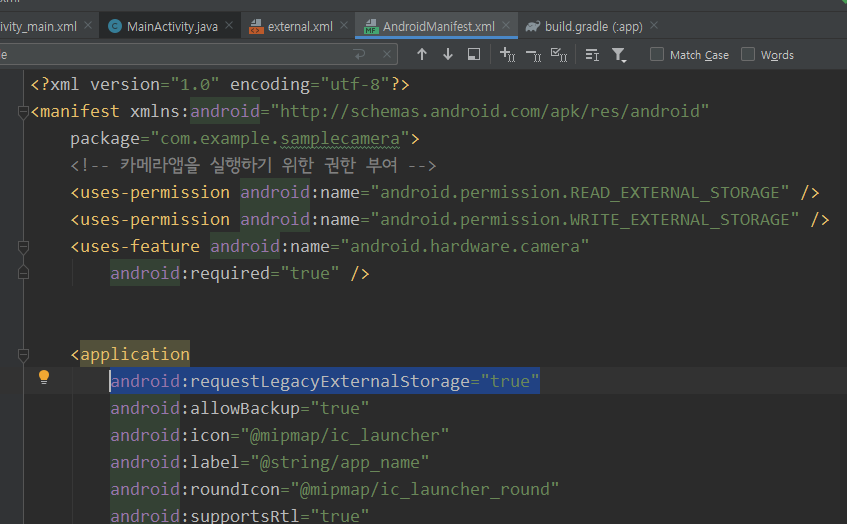 ivity_main.xml MainActivity.java external.xml AndroidManifest.xml build.gradle (:app)
Match Case Words
<?xml version="1.0" encoding="utf-8"?>
<manifest xmlns:android="http://schemas.android.com/apk/res/android"
package="com.example.samplecamera">
<!-- 카메라앱을 실행하기 위한 권한 부여 -->
<uses-permission android:name="android.permission.READ_EXTERNAL_STORAGE" />
<uses-permission android:name="android.permission.WRITE_EXTERNAL_STORAGE" />
<uses-feature android:name="android.hardware.camera"
android:required="true" />
<application
android:requestLegacyExternalStorage="true"
android:allowBackup="true"
android:icon="@mipmap/ic_launcher"
android:label="@string/app_name"
android:roundIcon="@mipmap/ic_launcher_round"
android:supportsRtl="true"